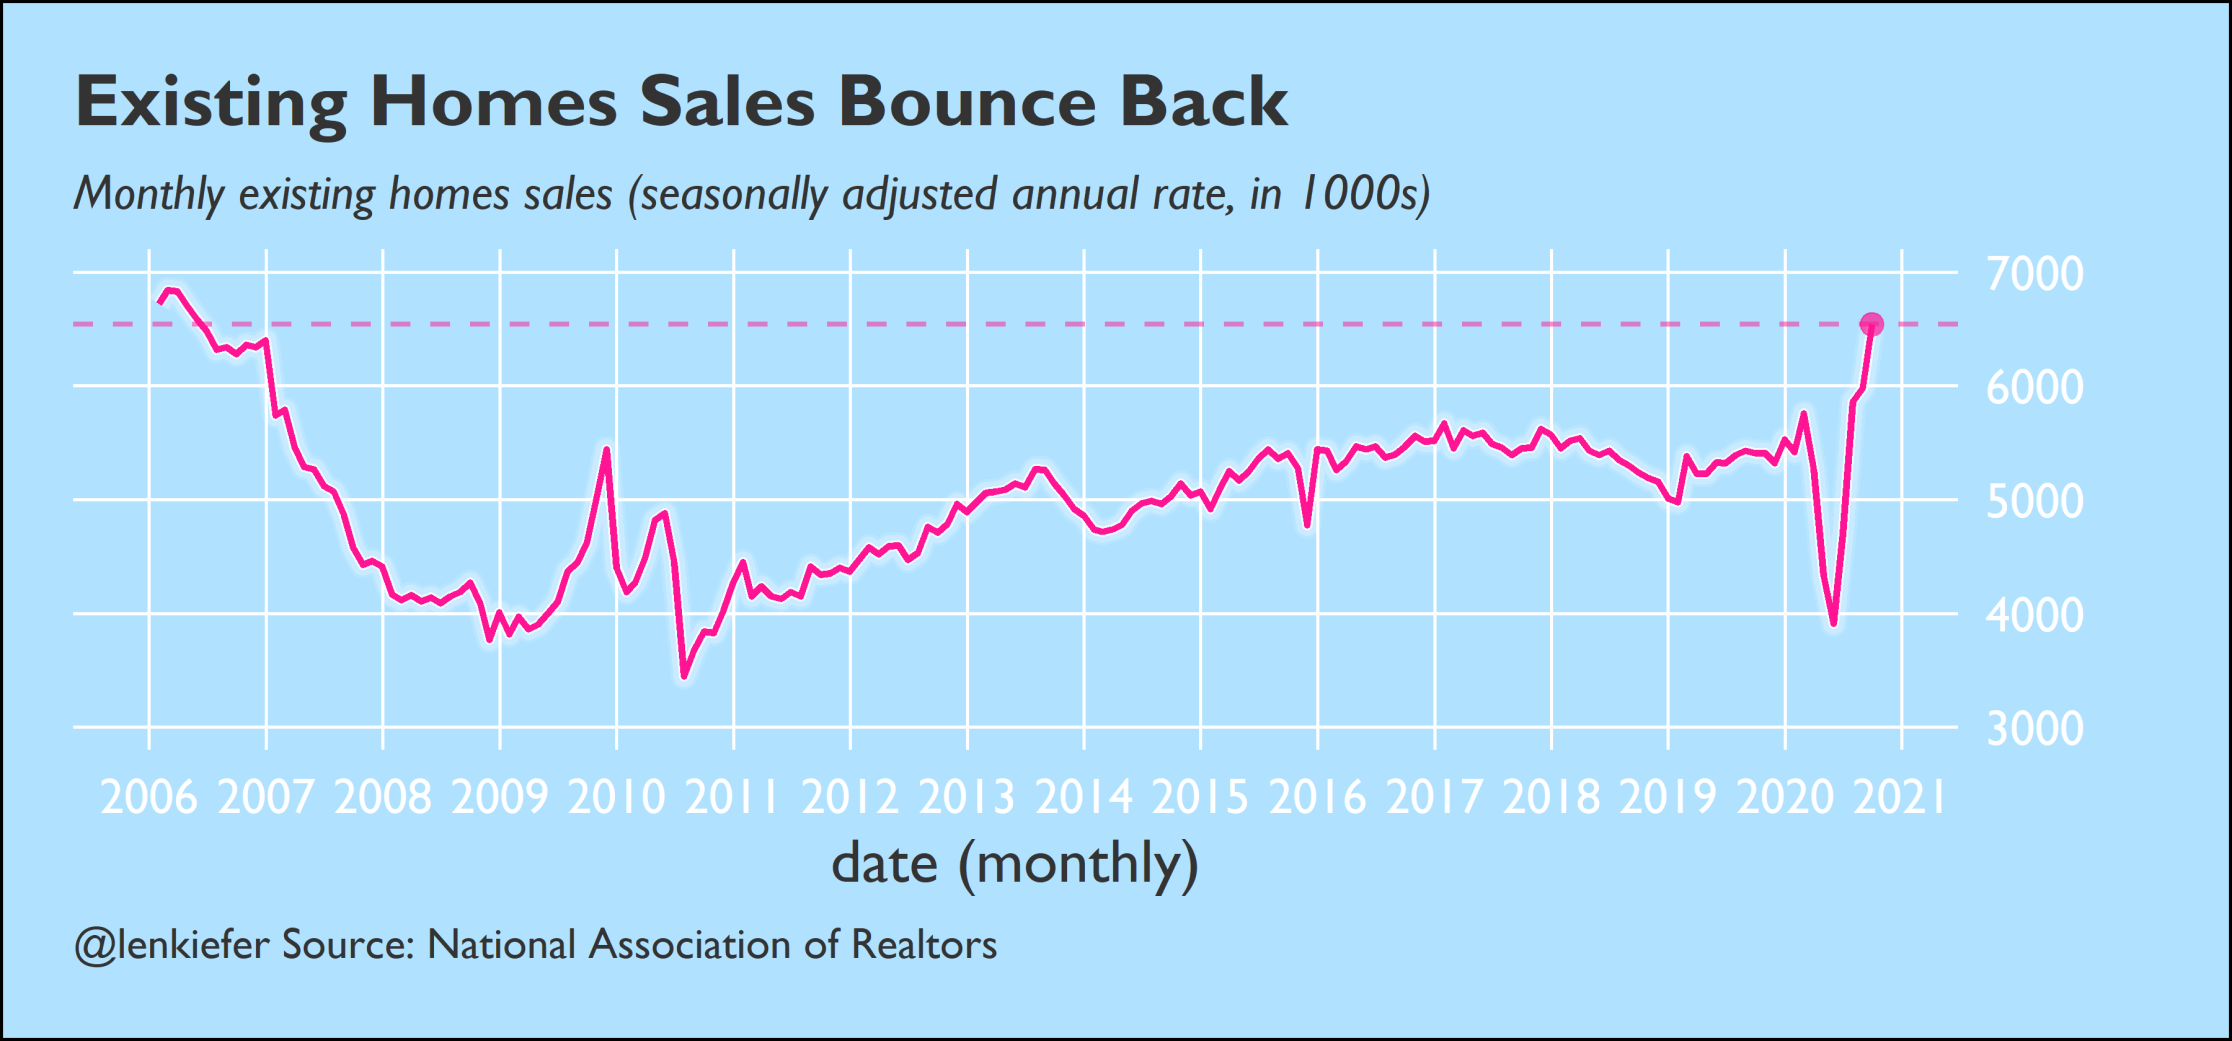 Existing Homes Sales Bounce Back
Monthly existing homes sales (seasonally adjusted annual rate, in 1000s)
7000
6000
5000
4000
3000
2006 2007 2008 2009 2010 2011 2012 2013 2014 2015 2016 2017 2018 2019 2020 2021
date (monthly)
@lenkiefer Source: National Association of Realtors